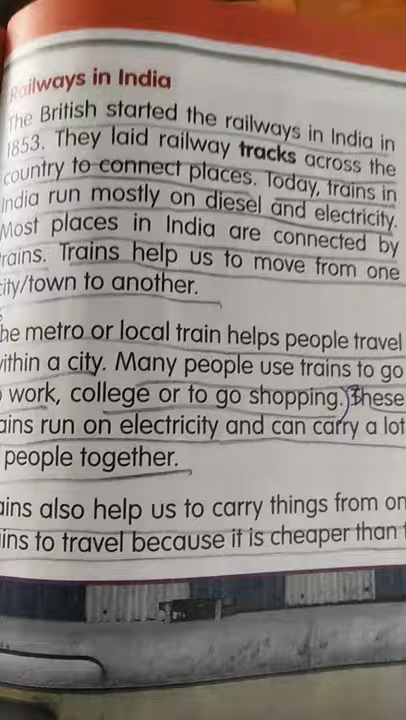 Railways in India
The British started the railways in India in
1853. They laid railway tracks across the
country to connect places. Today, trains in
India run mostly on diesel and electricity.
Most places in India are connected by
trains. Trains help us to move from one
city/town to another.
he metro or local train helps people travel
within a city. Many people use trains to go
work, college or to go shopping. These
ains run on electricity and can carry a lot
people together.
ains also help us to carry things from on
ins to travel because it is cheaper than